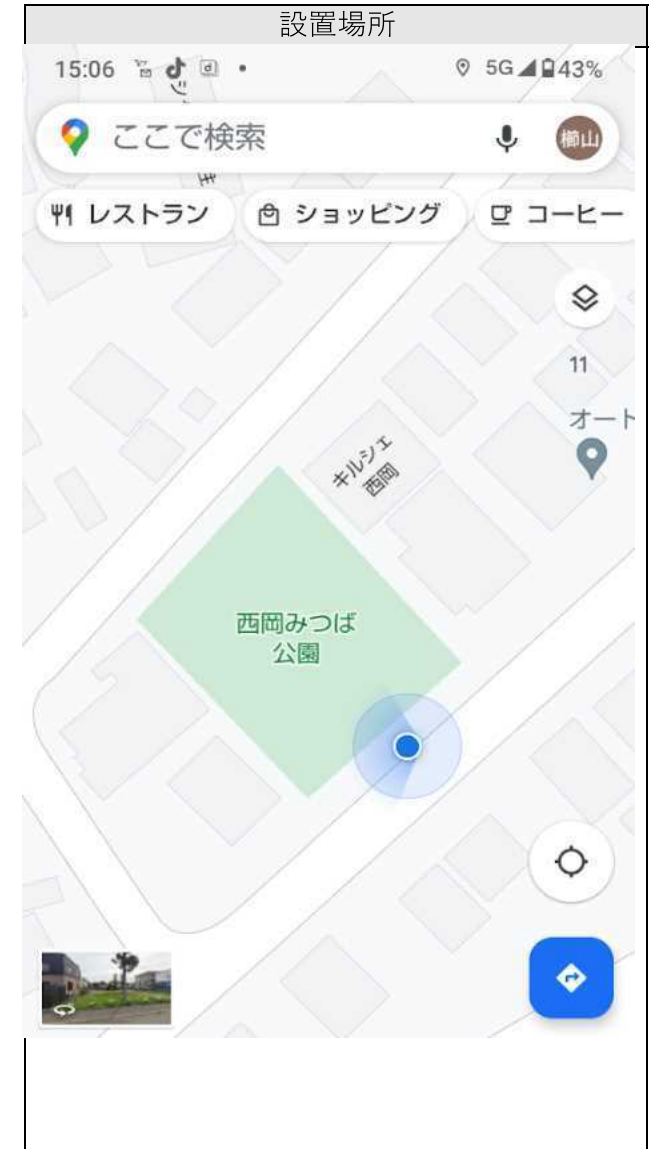 設置場所
15:06
5G 43%
ここで検索
櫛山
レストラン
ショッピング
コーヒー
11
オート
キルシェ
西岡
西岡みつば
公園